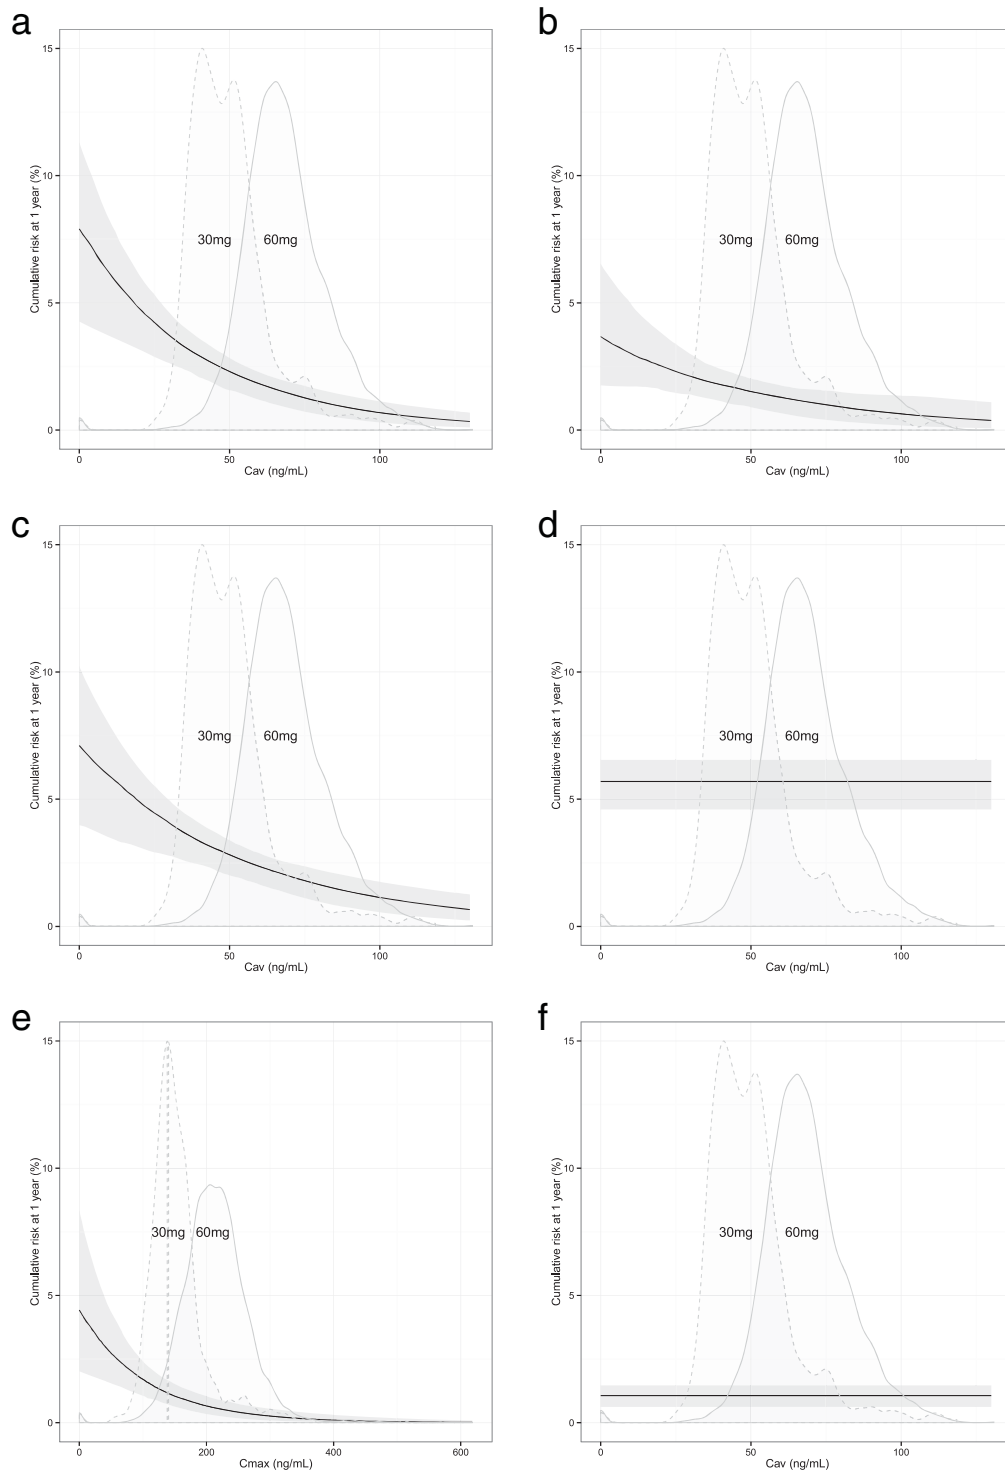 a
15
10
5
0
Cumulative risk at 1 year (%)
30mg
60mg
0
50
100
Cav (ng/mL)
b
15
10
5
0
Cumulative risk at 1 year (%)
30mg
60mg
0
50
100
Cav (ng/mL)
c
15
10
5
0
Cumulative risk at 1 year (%)
30mg
60mg
0
50
100
Cav (ng/mL)
d
15
10
5
0
Cumulative risk at 1 year (%)
30mg
60mg
0
50
100
Cav (ng/mL)
e
15
10
5
0
Cumulative risk at 1 year (%)
30mg
60mg
0
200
400
600
Cmax (ng/mL)
f
15
10
5
0
Cumulative risk at 1 year (%)
30mg
60mg
0
50
100
Cav (ng/mL)